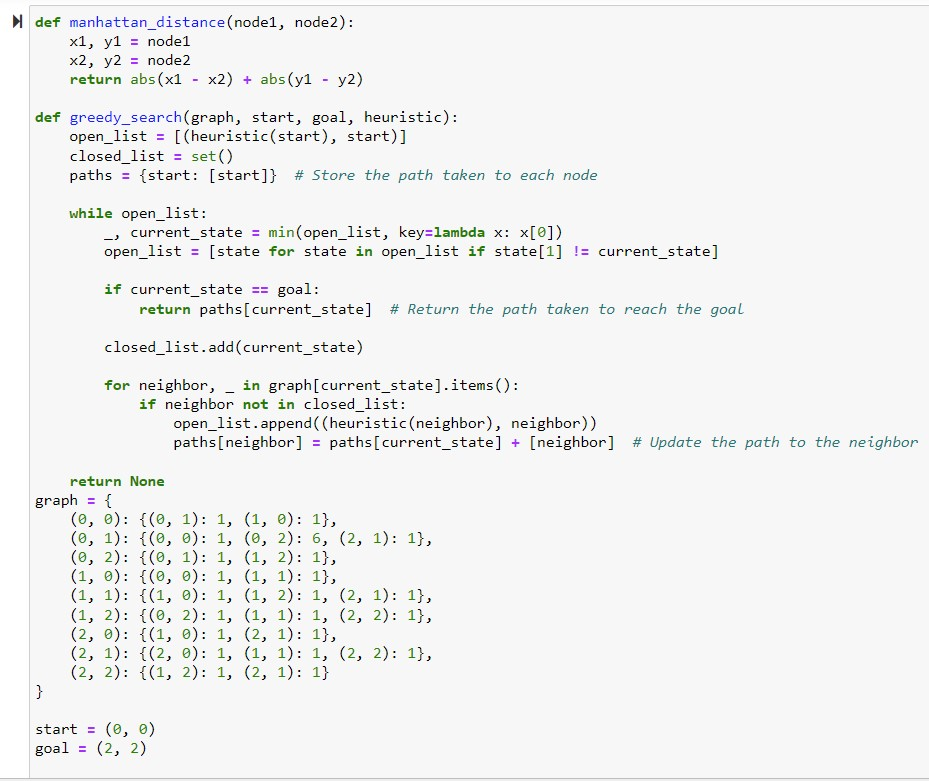 def manhattan_distance(node1, node2):
    x1, y1 = node1
    x2, y2 = node2
    return abs(x1 - x2) + abs(y1 - y2)

def greedy_search(graph, start, goal, heuristic):
    open_list = [(heuristic(start), start)]
    closed_list = set()
    paths = {start: [start]}  # Store the path taken to each node

    while open_list:
        _, current_state = min(open_list, key=lambda x: x[0])
        open_list = [state for state in open_list if state[1] != current_state]

        if current_state == goal:
            return paths[current_state]  # Return the path taken to reach the goal

        closed_list.add(current_state)

        for neighbor, _ in graph[current_state].items():
            if neighbor not in closed_list:
                open_list.append((heuristic(neighbor), neighbor))
                paths[neighbor] = paths[current_state] + [neighbor]  # Update the path to the neighbor

    return None
graph = {
    (0, 0): {(0, 1): 1, (1, 0): 1},
    (0, 1): {(0, 0): 1, (0, 2): 6, (2, 1): 1},
    (0, 2): {(0, 1): 1, (1, 2): 1},
    (1, 0): {(0, 0): 1, (1, 1): 1},
    (1, 1): {(1, 0): 1, (1, 2): 1, (2, 1): 1},
    (1, 2): {(0, 2): 1, (1, 1): 1, (2, 2): 1},
    (2, 0): {(1, 0): 1, (2, 1): 1},
    (2, 1): {(2, 0): 1, (1, 1): 1, (2, 2): 1},
    (2, 2): {(1, 2): 1, (2, 1): 1}
}

start = (0, 0)
goal = (2, 2)